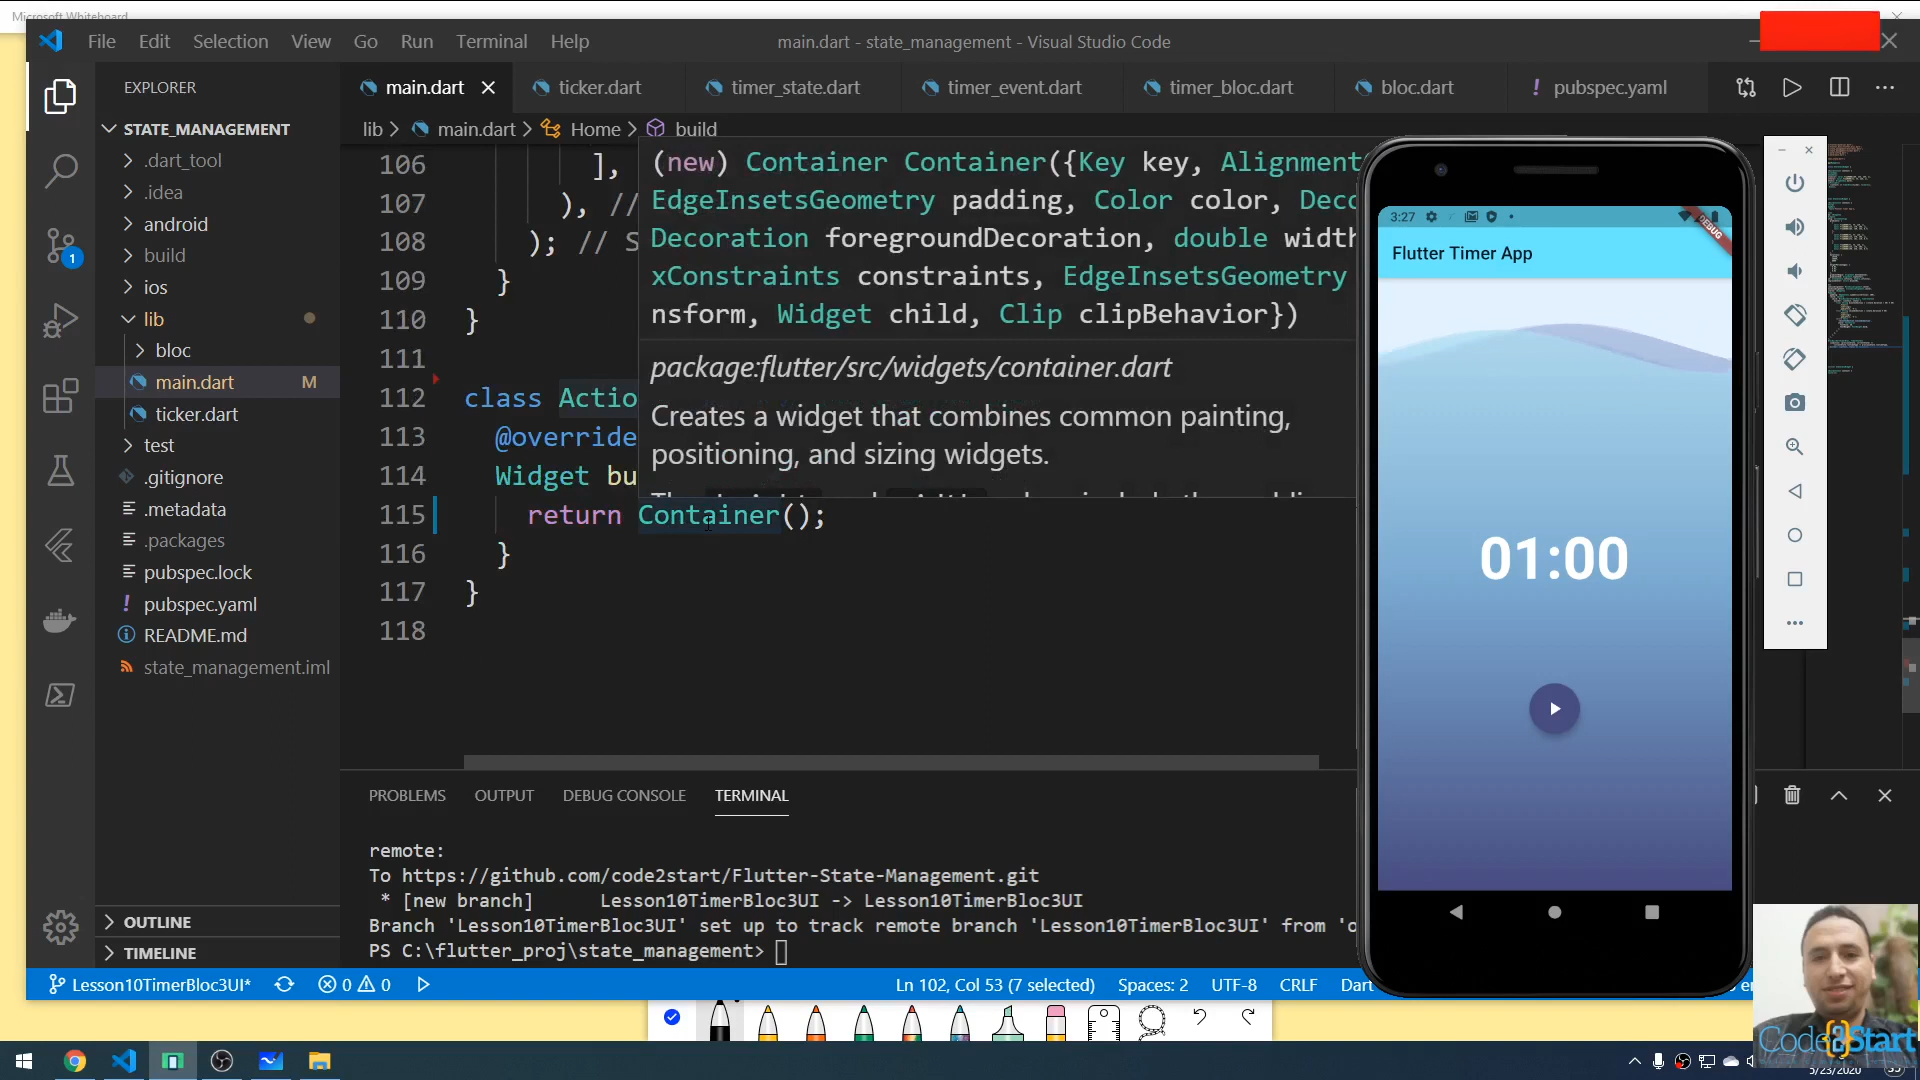 Microsoft Whiteboard
File Edit Selection View Go Run Terminal Help
main.dart - state_management - Visual Studio Code
EXPLORER
main.dart
ticker.dart
timer_state.dart
timer_event.dart
timer_bloc.dart
bloc.dart
! pubspec.yaml
STATE_MANAGEMENT
.dart_tool
.idea
android
build
ios
lib
bloc
main.dart M
ticker.dart
test
.gitignore
.metadata
.packages
pubspec.lock
! pubspec.yaml
README.md
state_management.iml
OUTLINE
TIMELINE
1
lib > main.dart > Home > build
106 ],
107 ), //
108 ); // S
109 }
110 }
111
112 class Actio
113 @override
114 Widget bu
115 return Container();
116 }
117 }
118
(new) Container Container({Key key, Alignment
EdgeInsetsGeometry padding, Color color, Deco
Decoration foregroundDecoration, double width
xConstraints constraints, EdgeInsetsGeometry
nsform, Widget child, Clip clipBehavior})
package:flutter/src/widgets/container.dart
Creates a widget that combines common painting,
positioning, and sizing widgets.
PROBLEMS OUTPUT DEBUG CONSOLE TERMINAL
remote:
To https://github.com/code2start/Flutter-State-Management.git
* [new branch] Lesson10TimerBloc3UI -> Lesson10TimerBloc3UI
Branch 'Lesson10TimerBloc3UI' set up to track remote branch 'Lesson10TimerBloc3UI' from 'o
PS C:\flutter_proj\state_management>
Lesson10TimerBloc3UI* 0 0
Ln 102, Col 53 (7 selected) Spaces: 2 UTF-8 CRLF Dart
3:27
DEBUG
Flutter Timer App
01:00
Code2Start
5/23/2020